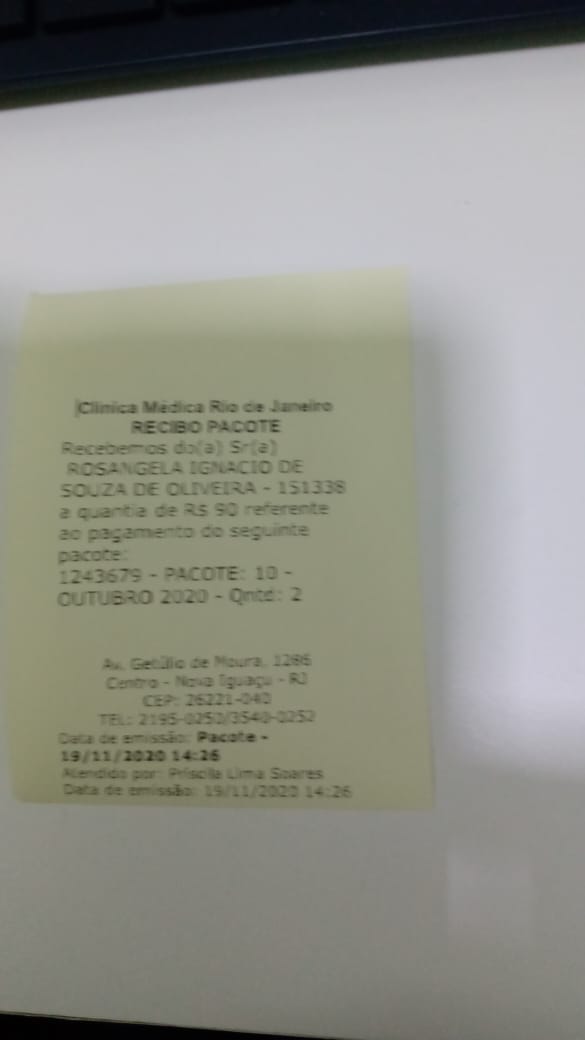 Clínica Médica Rio de Janeiro
RECIBO PACOTE
Recebemos do(a) Sr(a)
ROSANGELA IGNACIO DE
SOUZA DE OLIVEIRA - 151338
a quantia de R$ 90 referente
ao pagamento do seguinte
pacote:
1243679 - PACOTE: 10 -
OUTUBRO 2020 - Qntd: 2
Av. Getúlio de Moura, 1286
Centro - Nova Iguaçu - RJ
CEP: 26221-040
TEL: 2195-0250/3540-0252
Data de emissão: Pacote -
19/11/2020 14:26
Atendido por: Priscila Lima Soares
Data de emissão: 19/11/2020 14:26